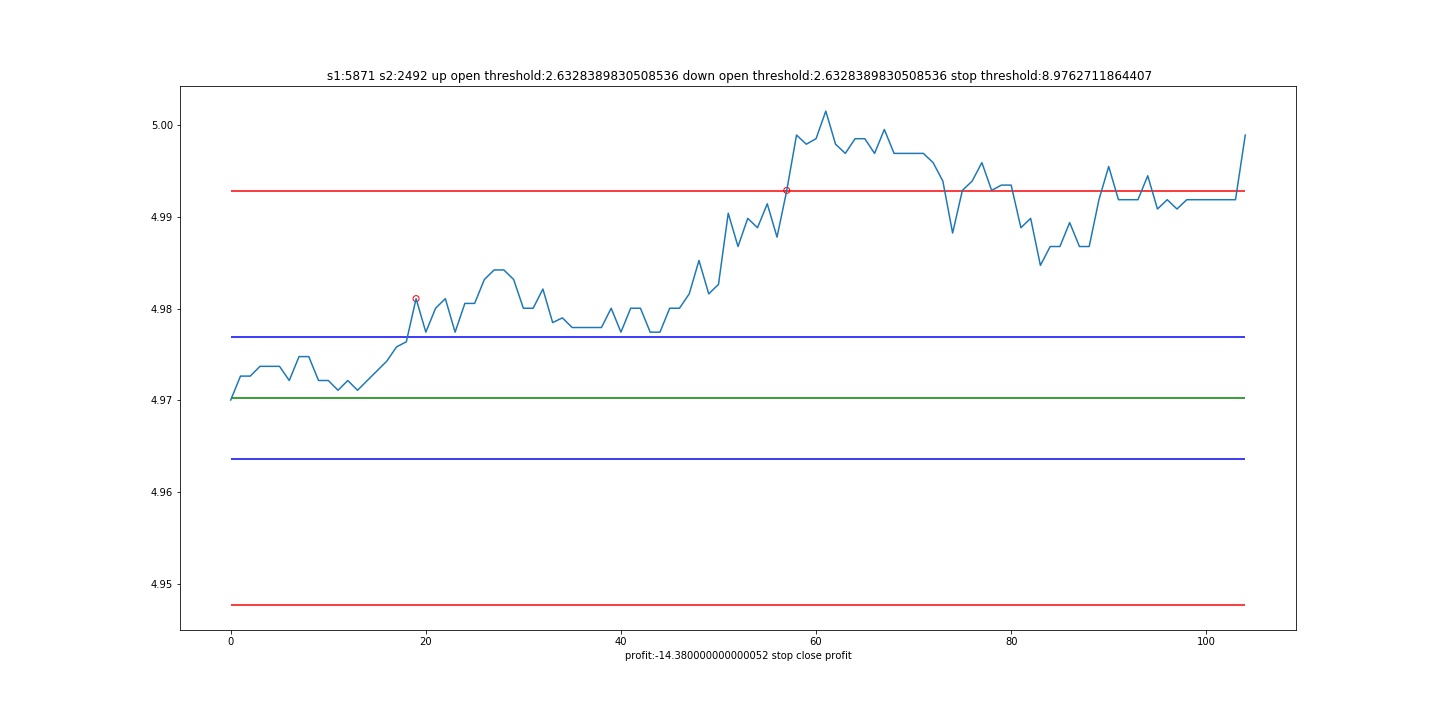 s1:5871 s2:2492 up open threshold:2.6328389830508536 down open threshold:2.6328389830508536 stop threshold:8.9762711864407
5.00
4.99
4.98
4.97
4.96
4.95
0 20 40 60 80 100
profit:-14.380000000000052 stop close profit